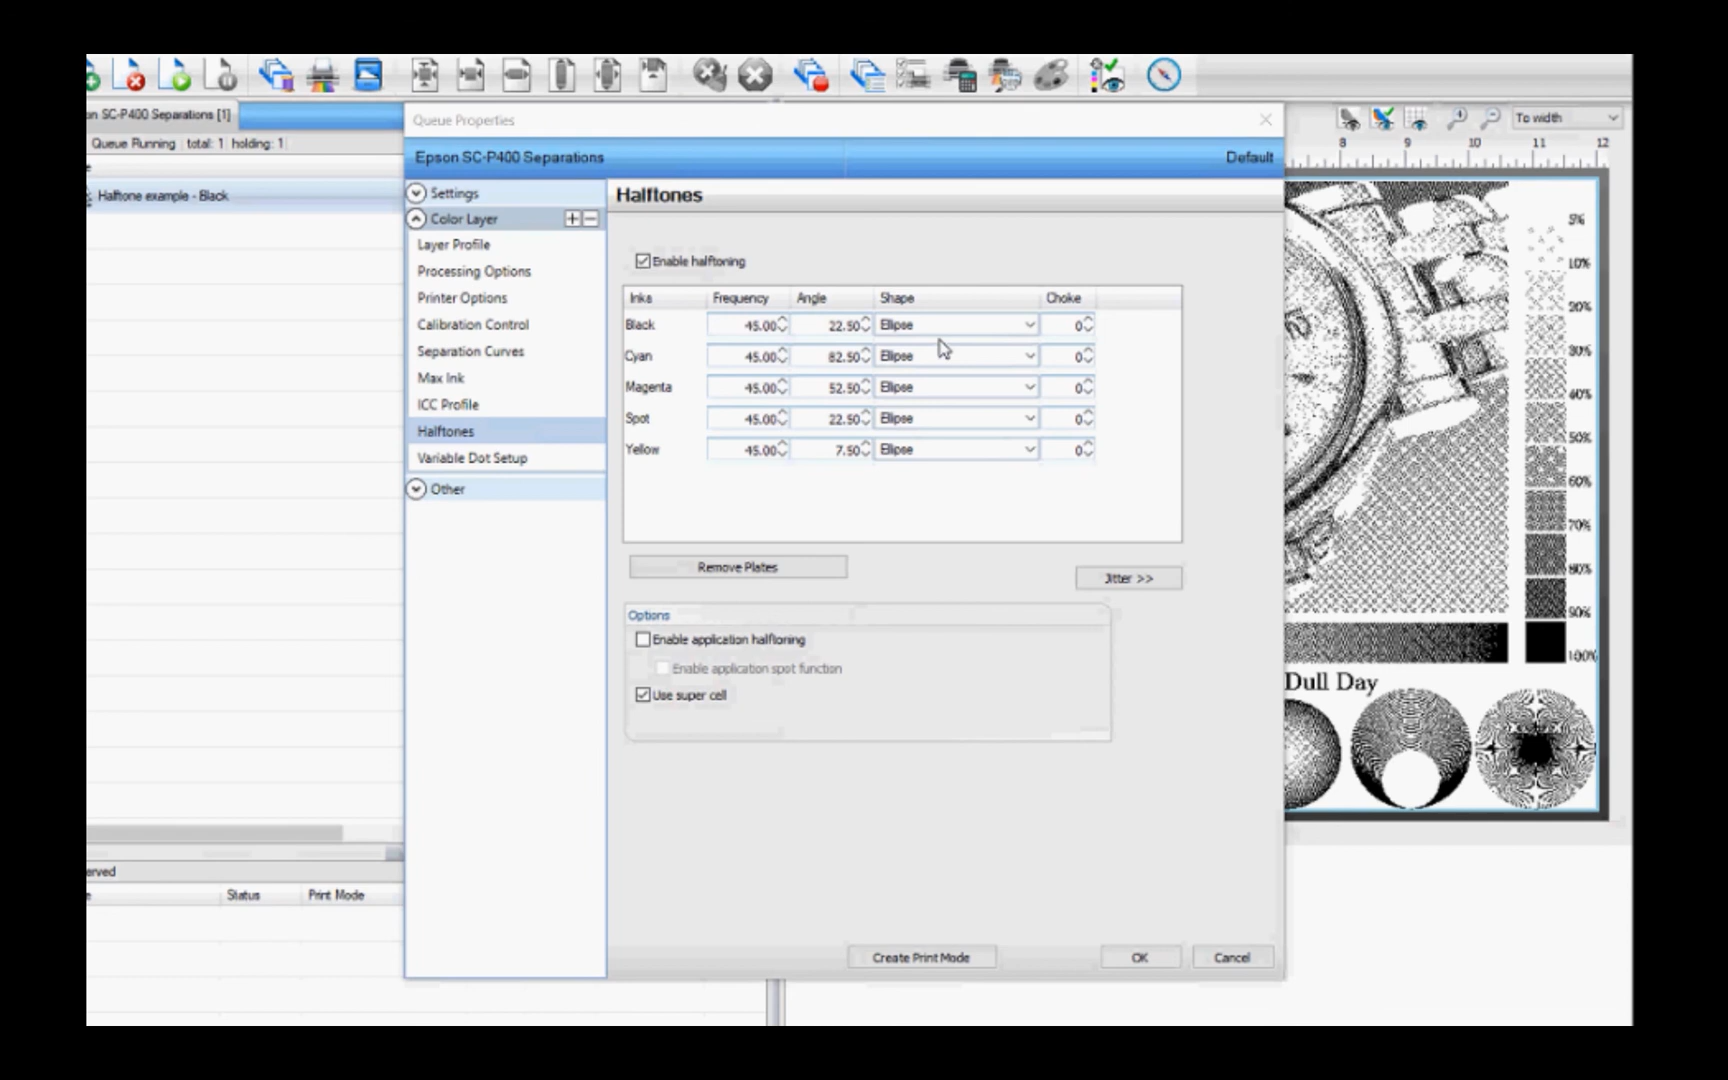 on SC-P400 Separations [1]
Queue Running total: 1 holding: 1
Halftone example - Black
erved
Status Print Mode
Queue Properties
Epson SC-P400 Separations Default
Settings
Color Layer
Layer Profile
Processing Options
Printer Options
Calibration Control
Separation Curves
Max Ink
ICC Profile
Halftones
Variable Dot Setup
Other
Halftones
Enable halftoning
Inks Frequency Angle Shape Choke
Black 45.00 22.50 Ellipse 0
Cyan 45.00 82.50 Ellipse 0
Magenta 45.00 52.50 Ellipse 0
Spot 45.00 22.50 Ellipse 0
Yellow 45.00 7.50 Ellipse 0
Remove Plates
Jitter >>
Options
Enable application halftoning
Enable application spot function
Use super cell
Create Print Mode OK Cancel
To width
8 9 10 11 12
5%
10%
20%
30%
40%
50%
60%
70%
80%
90%
100%
Dull Day